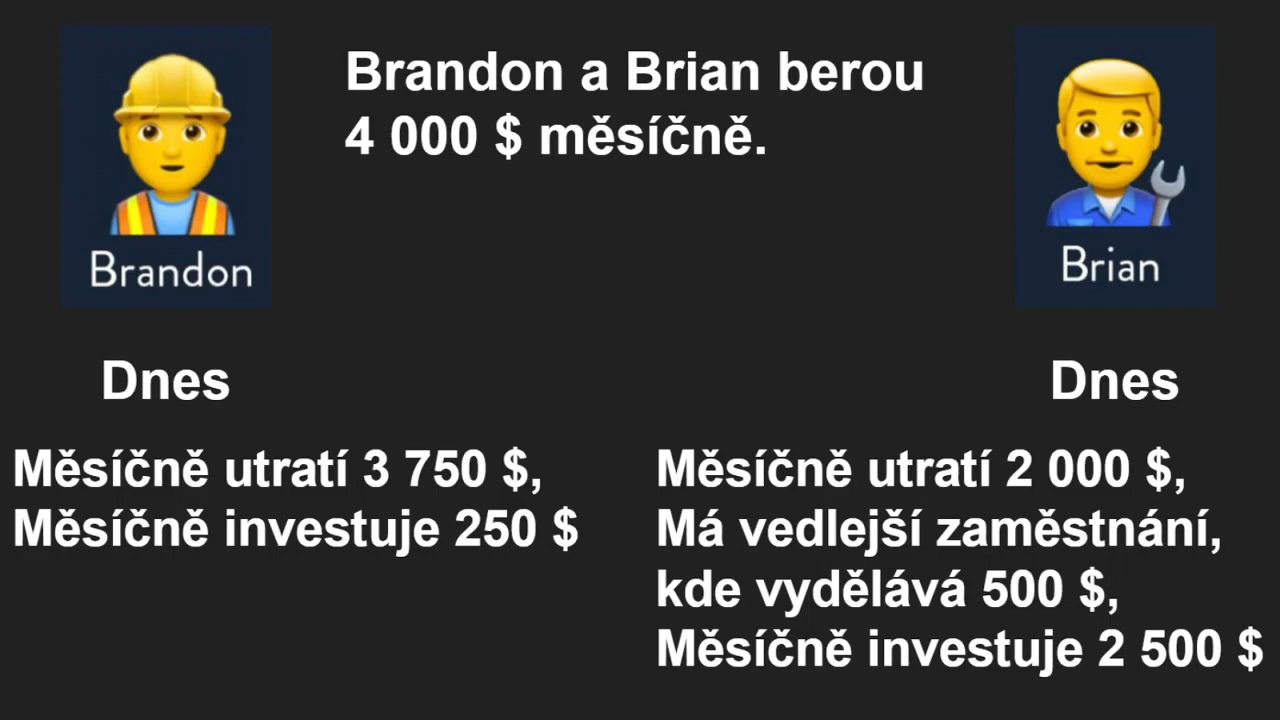 Brandon a Brian berou
4 000 $ měsíčně.
Brandon
Brian
Dnes
Měsíčně utratí 3 750 $,
Měsíčně investuje 250 $
Dnes
Měsíčně utratí 2 000 $,
Má vedlejší zaměstnání,
kde vydělává 500 $,
Měsíčně investuje 2 500 $